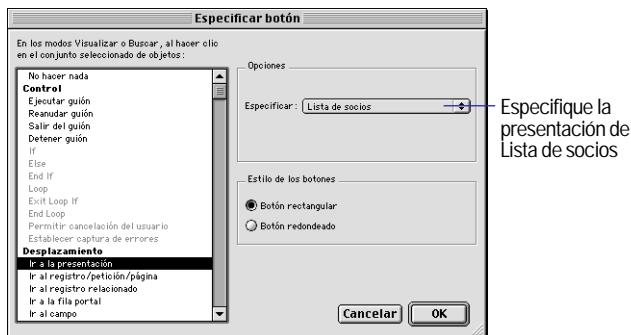 Especificar botón
En los modos Visualizar o Buscar, al hacer clic
en el conjunto seleccionado de objetos:
No hacer nada
Control
Ejecutar guión
Reanudar guión
Salir del guión
Detener guión
If
Else
End If
Loop
Exit Loop If
End Loop
Permitir cancelación del usuario
Establecer captura de errores
Desplazamiento
Ir a la presentación
Ir al registro/petición/página
Ir al registro relacionado
Ir a la fila portal
Ir al campo
Opciones
Especificar: Lista de socios
Estilo de los botones
Botón rectangular
Botón redondeado
Cancelar OK
Especifique la
presentación de
Lista de socios